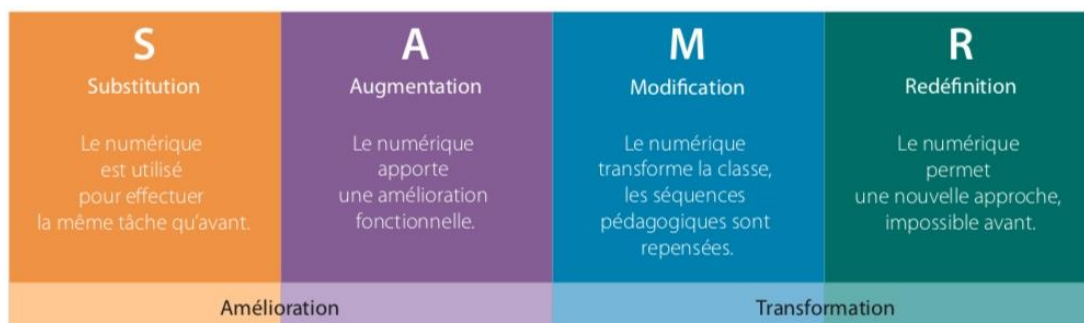 S
Substitution
Le numérique
est utilisé
pour effectuer
la même tâche qu’avant.
A
Augmentation
Le numérique
apporte
une amélioration
fonctionnelle.
M
Modification
Le numérique
transforme la classe,
les séquences
pédagogiques sont
repensées.
R
Redéfinition
Le numérique
permet
une nouvelle approche,
impossible avant.
Amélioration
Transformation